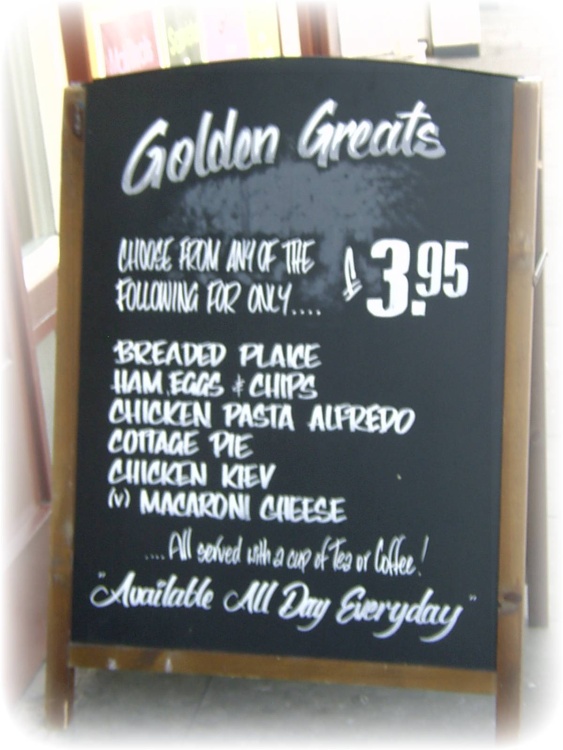 Golden Greats
CHOOSE FROM ANY OF THE
FOLLOWING FOR ONLY....
£3.95
BREADED PLAICE
HAM, EGGS & CHIPS
CHICKEN PASTA ALFREDO
COTTAGE PIE
CHICKEN KIEV
(V) MACARONI CHEESE
....All served with a cup of Tea or Coffee!
"Available All Day Everyday"